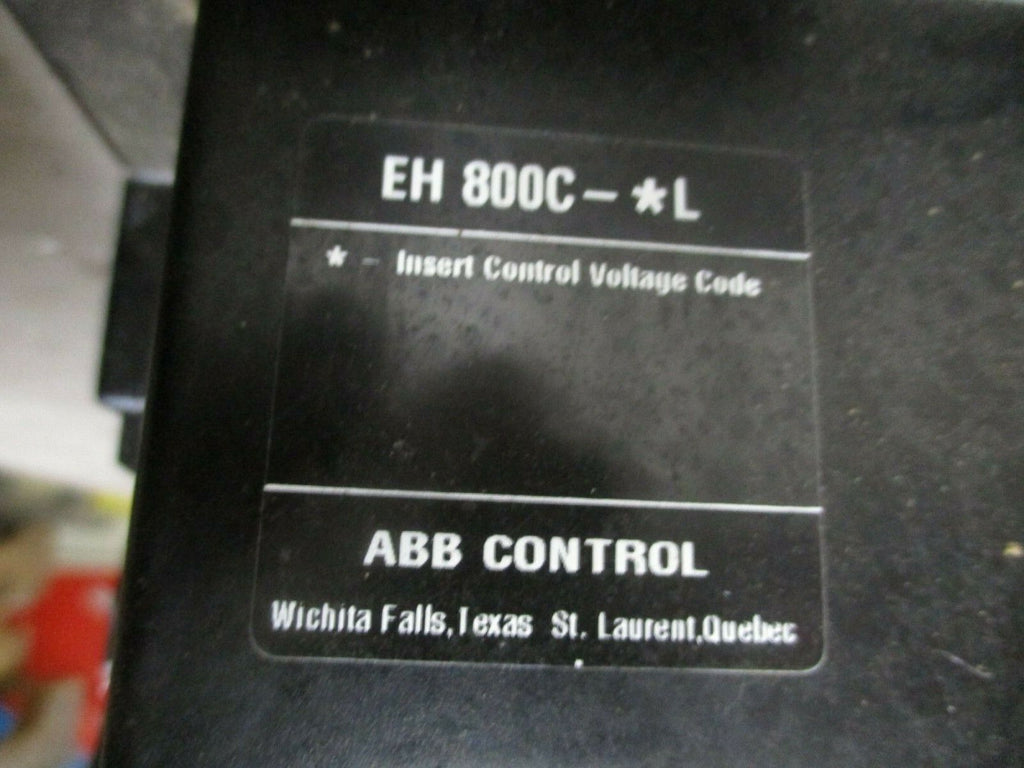 EH 800C-*L
* - Insert Control Voltage Code
ABB CONTROL
Wichita Falls,Texas St. Laurent,Quebec